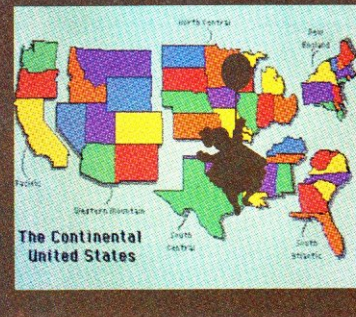 North Central
New
England
Pacific
Western Mountain
South
Central
South
Atlantic
The Continental
United States